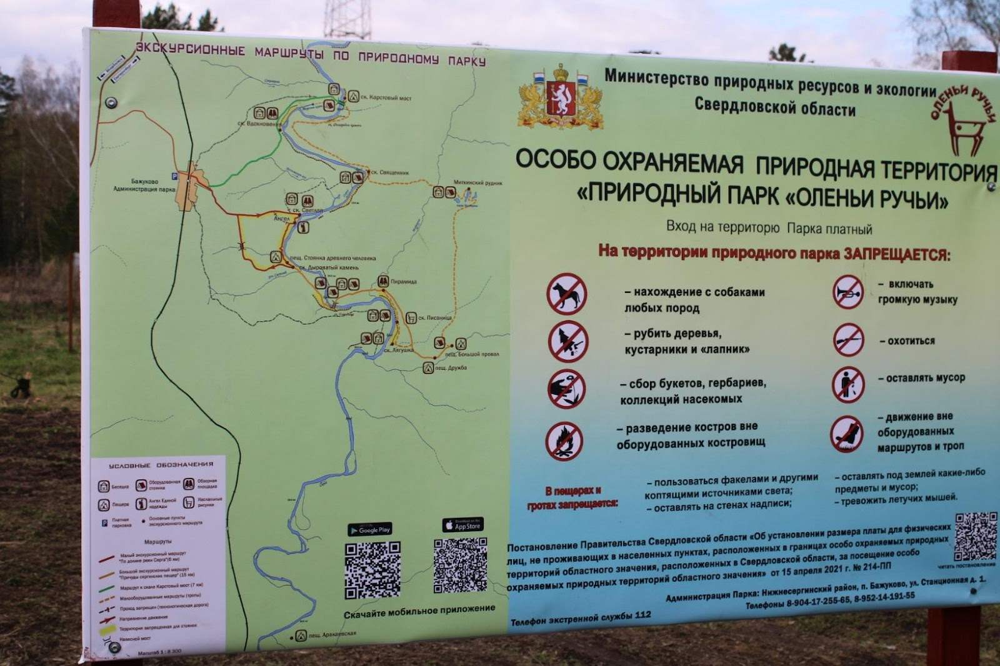 ЭКСКУРСИОННЫЕ МАРШРУТЫ ПО ПРИРОДНОМУ ПАРКУ
ск. Карстовый мост
ск. Вдохновение
ск. Священник
Бажуково
Администрация парка
Миткинский рудник
ск. Светлая
Ангел
пещ. Стоянка древнего человека
ск. Дыроватый камень
Пирамида
ск. Писаница
ск. Лягушка
пещ. Большой провал
пещ. Дружба
пещ. Аракаевская
УСЛОВНЫЕ ОБОЗНАЧЕНИЯ
Беседка
Оборудованная
стоянка
Обзорная
площадка
Пещера
Ангел Единой
надежды
Наскальные
рисунки
P
Платная
парковка
Основные пункты
экскурсионного маршрута
Маршруты
Малый экскурсионный маршрут
"По долине реки Серга"(6 км)
Большой экскурсионный маршрут
"Причуды сергинских пещер" (15 км)
Маршрут к скале Карстовый мост (7 км)
Малооборудованные маршруты (тропы)
Проход запрещен (технологическая дорога)
Направление движения
Территория запрещенная для стоянок
Навесной мост
Масштаб 1 : 8 300
GET IT ON
Google Play
Download on the
App Store
Скачайте мобильное приложение
Министерство природных ресурсов и экологии
Свердловской области
ОЛЕНЬИ РУЧЬИ
ОСОБО ОХРАНЯЕМАЯ ПРИРОДНАЯ ТЕРРИТОРИЯ
«ПРИРОДНЫЙ ПАРК «ОЛЕНЬИ РУЧЬИ»
Вход на территорю Парка платный
На территории природного парка ЗАПРЕЩАЕТСЯ:
– нахождение с собаками
любых пород
– рубить деревья,
кустарники и «лапник»
– сбор букетов, гербариев,
коллекций насекомых
– разведение костров вне
оборудованных костровищ
– включать
громкую музыку
– охотиться
– оставлять мусор
– движение вне
оборудованных
маршрутов и троп
В пещерах и
гротах запрещается:
– пользоваться факелами и другими
коптящими источниками света;
– оставлять на стенах надписи;
– оставлять под землей какие-либо
предметы и мусор;
– тревожить летучих мышей.
Постановление Правительства Свердловской области «Об установлении размера платы для физических
лиц, не проживающих в населенных пунктах, расположенных в границах особо охраняемых природных
территорий областного значения, расположенных в Свердловской области, за посещение особо
охраняемых природных территорий областного значения» от 15 апреля 2021 г. № 214-ПП
читать постановление
Администрация Парка: Нижнесергинский район, п. Бажуково, ул. Станционная д. 1.
Телефоны 8-904-17-255-65, 8-952-14-191-55
Телефон экстренной службы 112